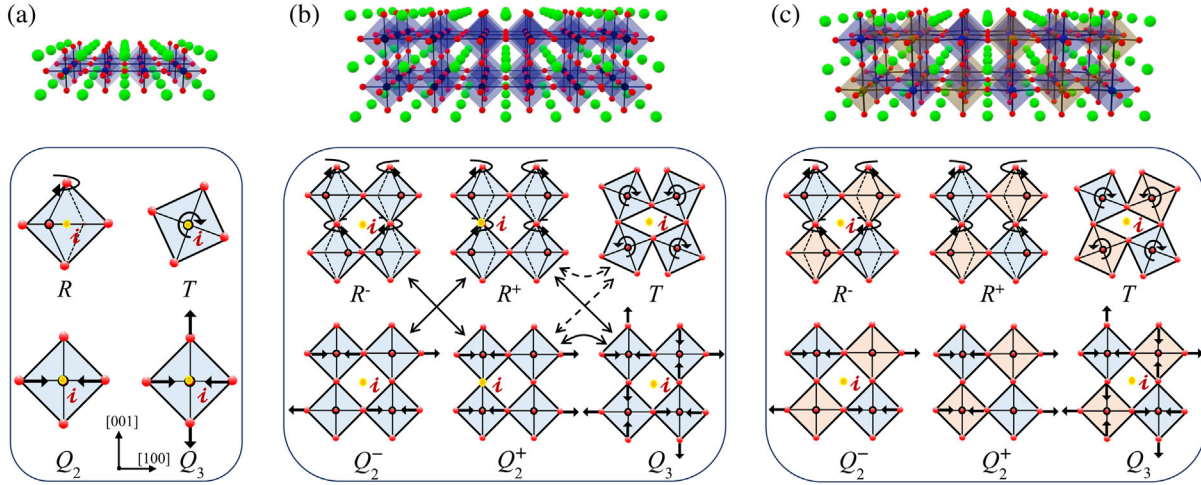 (a) (b) (c)
i i i i i i i i
R T R⁻ R⁺ T R⁻ R⁺ T
i i i i i i i i
[001]
[100]
Q₂ Q₃ Q₂⁻ Q₂⁺ Q₃ Q₂⁻ Q₂⁺ Q₃